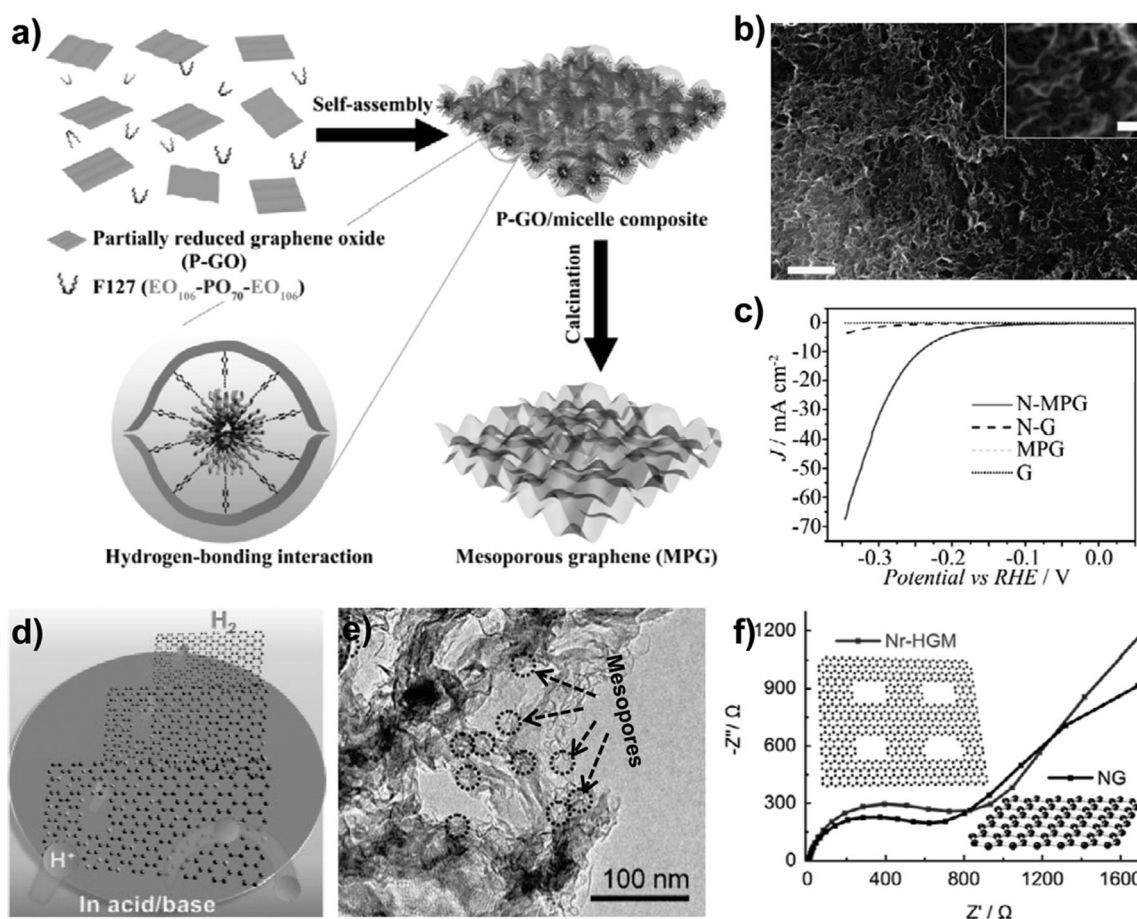 a)
Self-assembly
P-GO/micelle composite
Partially reduced graphene oxide
(P-GO)
F127 (EO106-PO70-EO106)
Calcination
Hydrogen-bonding interaction
Mesoporous graphene (MPG)
b)
c)
0
-10
-20
-30
-40
-50
-60
-70
J / mA cm-2
N-MPG
N-G
MPG
G
-0.3
-0.2
-0.1
0.0
Potential vs RHE / V
d)
H2
H+
In acid/base
e)
Mesopores
100 nm
f)
1200
900
600
300
0
-Z''/ Ω
Nr-HGM
NG
0
400
800
1200
1600
Z'/ Ω